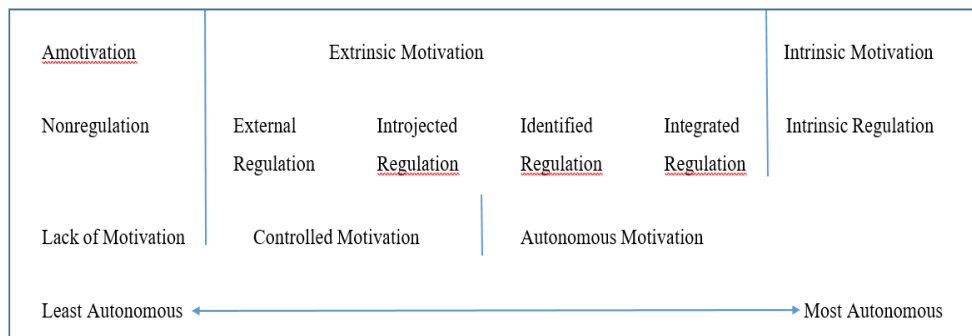 Amotivation Extrinsic Motivation Intrinsic Motivation
Nonregulation External Introjected Identified Integrated Intrinsic Regulation
Regulation Regulation Regulation Regulation
Lack of Motivation Controlled Motivation Autonomous Motivation
Least Autonomous Most Autonomous